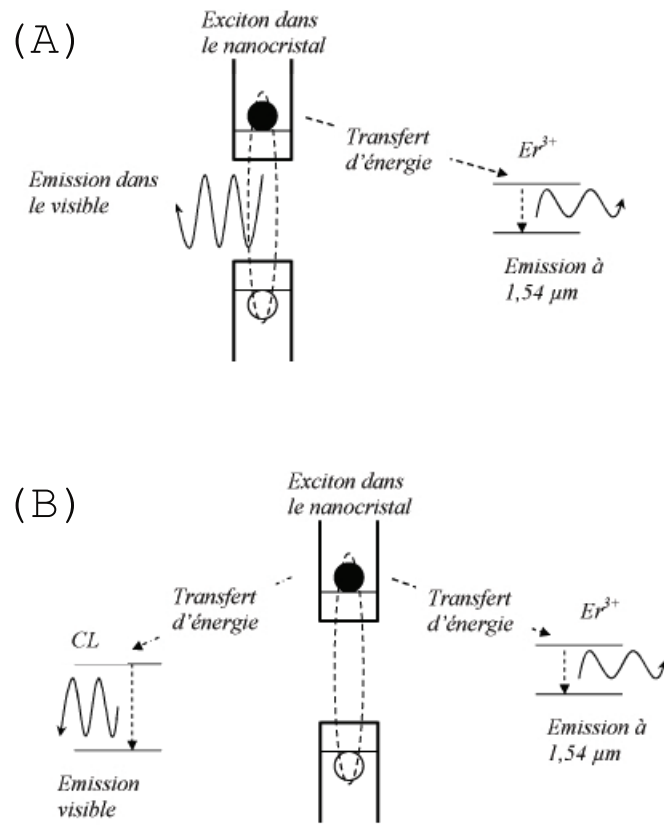 (A)
Exciton dans
le nanocristal
Transfert
d'énergie
Er³⁺
Emission dans
le visible
Emission à
1,54 µm
(B)
Exciton dans
le nanocristal
Transfert
d'énergie
Transfert
d'énergie
CL
Er³⁺
Emission
visible
Emission à
1,54 µm